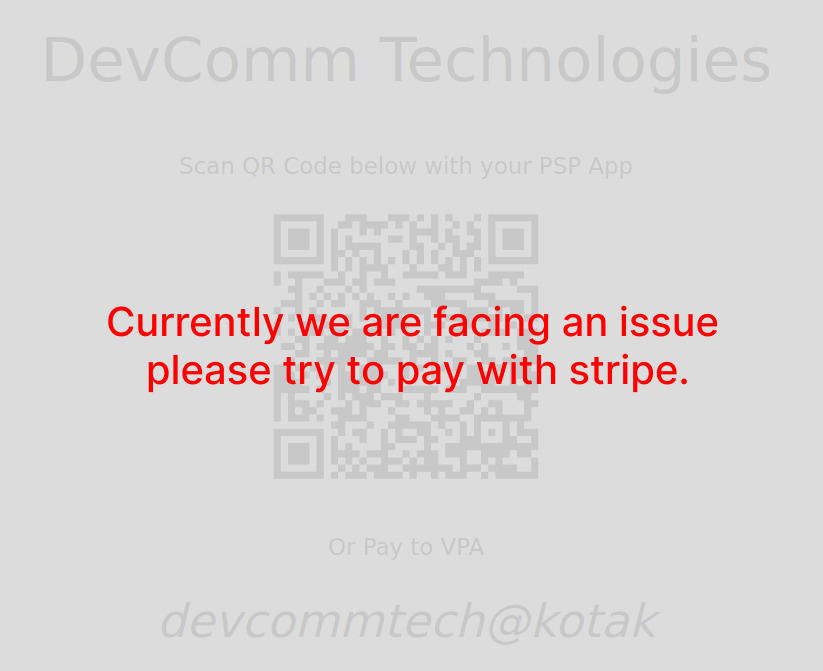 DevComm Technologies
Scan QR Code below with your PSP App
Currently we are facing an issue
please try to pay with stripe.
Or Pay to VPA
devcommtech@kotak